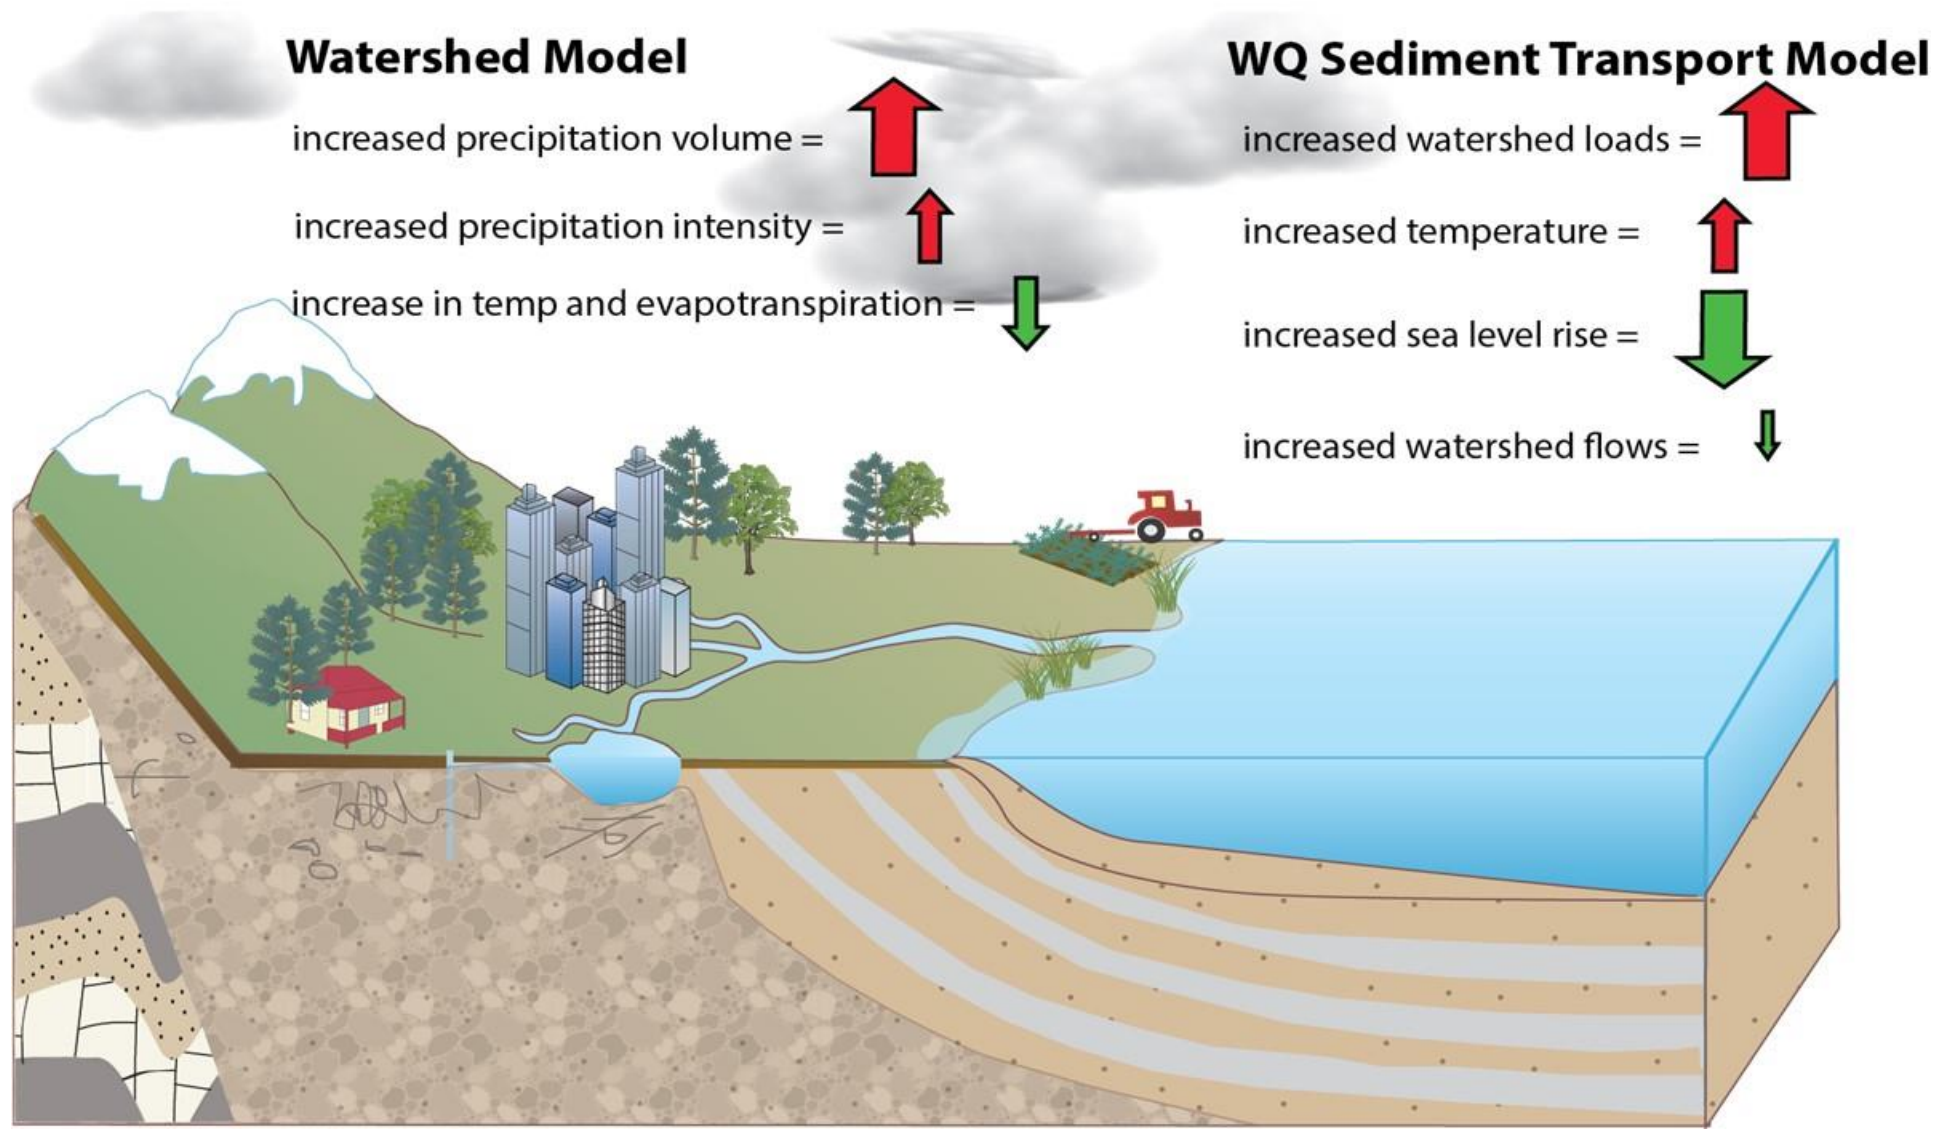 Watershed Model
increased precipitation volume =
increased precipitation intensity =
increase in temp and evapotranspiration =
WQ Sediment Transport Model
increased watershed loads =
increased temperature =
increased sea level rise =
increased watershed flows =